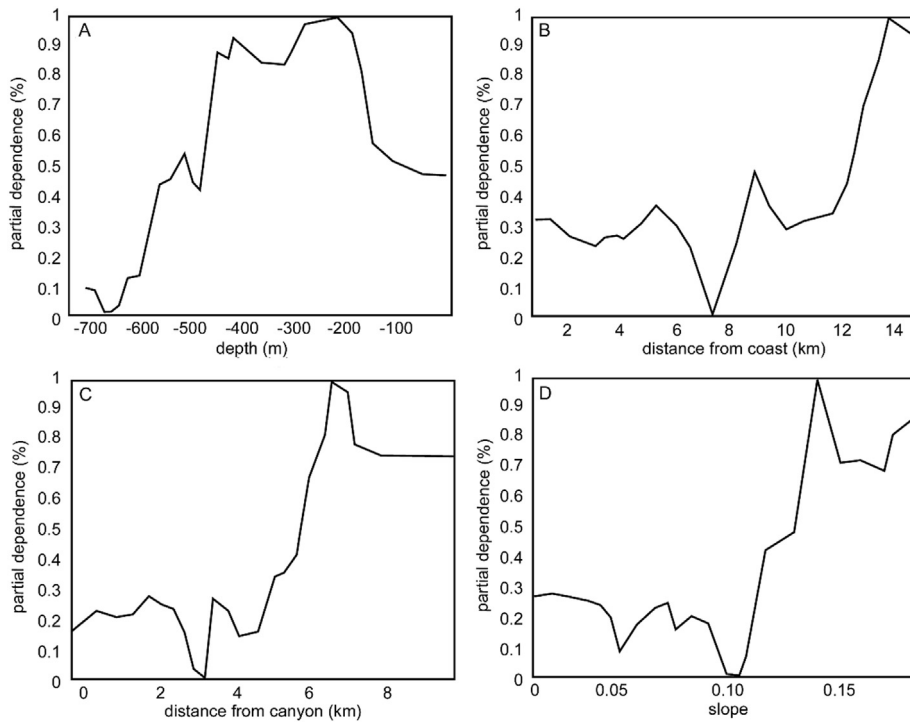 A
partial dependence (%)
1
0.9
0.8
0.7
0.6
0.5
0.4
0.3
0.2
0.1
0
-700 -600 -500 -400 -300 -200 -100
depth (m)
B
partial dependence (%)
1
0.9
0.8
0.7
0.6
0.5
0.4
0.3
0.2
0.1
0
2 4 6 8 10 12 14
distance from coast (km)
C
partial dependence (%)
1
0.9
0.8
0.7
0.6
0.5
0.4
0.3
0.2
0.1
0
0 2 4 6 8
distance from canyon (km)
D
partial dependence (%)
1
0.9
0.8
0.7
0.6
0.5
0.4
0.3
0.2
0.1
0
0 0.05 0.10 0.15
slope